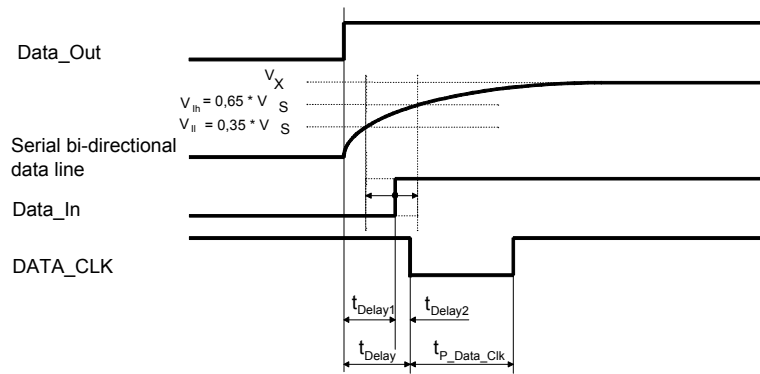 Data_Out
V_X
V_Ih = 0,65 * V_S
V_Il = 0,35 * V_S
Serial bi-directional
data line
Data_In
DATA_CLK
t_Delay1 t_Delay2
t_Delay t_P_Data_Clk